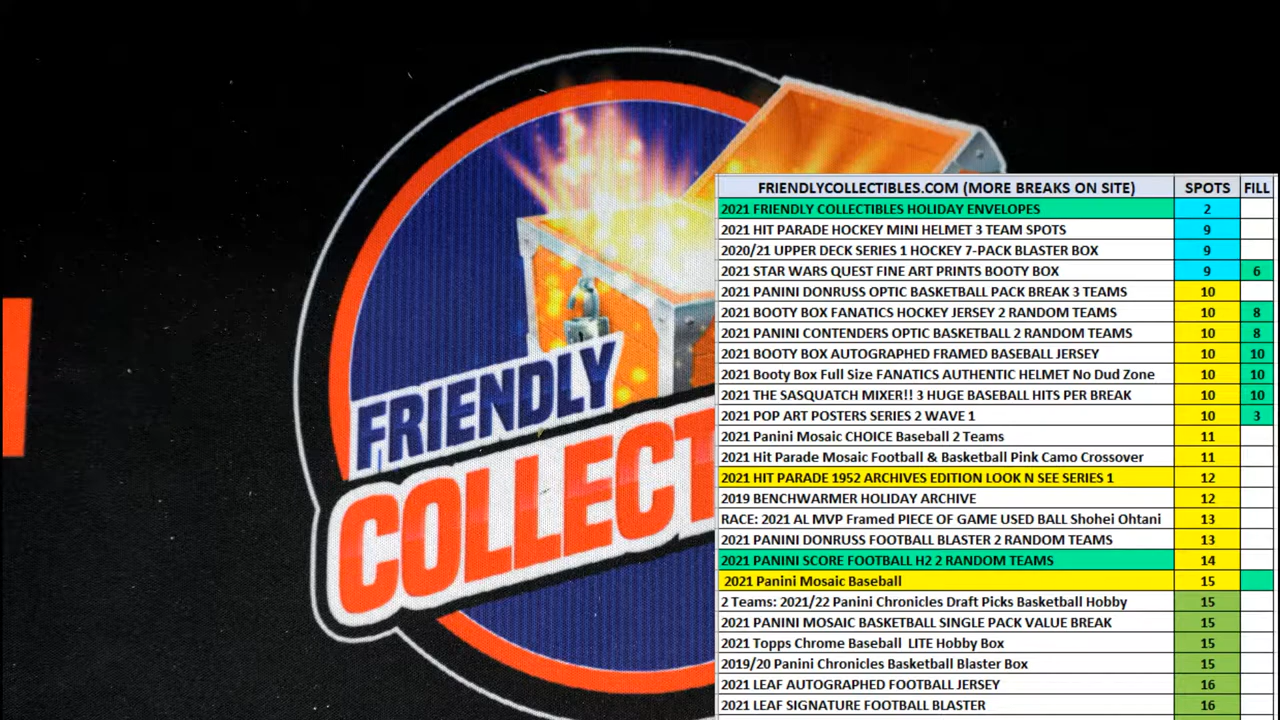 FRIENDLY
COLLECT
FRIENDLYCOLLECTIBLES.COM (MORE BREAKS ON SITE) SPOTS FILL
2021 FRIENDLY COLLECTIBLES HOLIDAY ENVELOPES 2
2021 HIT PARADE HOCKEY MINI HELMET 3 TEAM SPOTS 9
2020/21 UPPER DECK SERIES 1 HOCKEY 7-PACK BLASTER BOX 9
2021 STAR WARS QUEST FINE ART PRINTS BOOTY BOX 9 6
2021 PANINI DONRUSS OPTIC BASKETBALL PACK BREAK 3 TEAMS 10
2021 BOOTY BOX FANATICS HOCKEY JERSEY 2 RANDOM TEAMS 10 8
2021 PANINI CONTENDERS OPTIC BASKETBALL 2 RANDOM TEAMS 10 8
2021 BOOTY BOX AUTOGRAPHED FRAMED BASEBALL JERSEY 10 10
2021 Booty Box Full Size FANATICS AUTHENTIC HELMET No Dud Zone 10 10
2021 THE SASQUATCH MIXER!! 3 HUGE BASEBALL HITS PER BREAK 10 10
2021 POP ART POSTERS SERIES 2 WAVE 1 10 3
2021 Panini Mosaic CHOICE Baseball 2 Teams 11
2021 Hit Parade Mosaic Football & Basketball Pink Camo Crossover 11
2021 HIT PARADE 1952 ARCHIVES EDITION LOOK N SEE SERIES 1 12
2019 BENCHWARMER HOLIDAY ARCHIVE 12
RACE: 2021 AL MVP Framed PIECE OF GAME USED BALL Shohei Ohtani 13
2021 PANINI DONRUSS FOOTBALL BLASTER 2 RANDOM TEAMS 13
2021 PANINI SCORE FOOTBALL H2 2 RANDOM TEAMS 14
2021 Panini Mosaic Baseball 15
2 Teams: 2021/22 Panini Chronicles Draft Picks Basketball Hobby 15
2021 PANINI MOSAIC BASKETBALL SINGLE PACK VALUE BREAK 15
2021 Topps Chrome Baseball LITE Hobby Box 15
2019/20 Panini Chronicles Basketball Blaster Box 15
2021 LEAF AUTOGRAPHED FOOTBALL JERSEY 16
2021 LEAF SIGNATURE FOOTBALL BLASTER 16